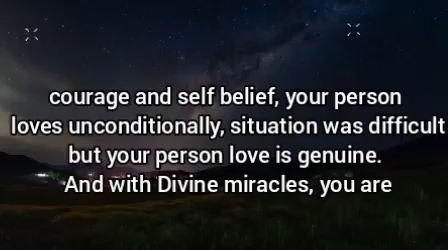 courage and self belief, your person
loves unconditionally, situation was difficult
but your person love is genuine.
And with Divine miracles, you are